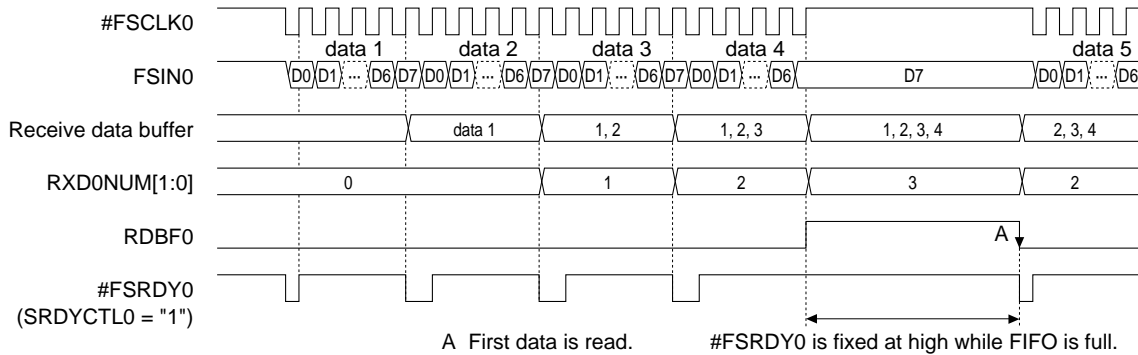 #FSCLK0
data 1 data 2 data 3 data 4 data 5
FSIN0 D0 D1 ... D6 D7 D0 D1 ... D6 D7 D0 D1 ... D6 D7 D0 D1 ... D6 D7 D0 D1 ... D6
Receive data buffer data 1 1, 2 1, 2, 3 1, 2, 3, 4 2, 3, 4
RXD0NUM[1:0] 0 1 2 3 2
RDBF0 A
#FSRDY0
(SRDYCTL0 = "1")
A First data is read. #FSRDY0 is fixed at high while FIFO is full.